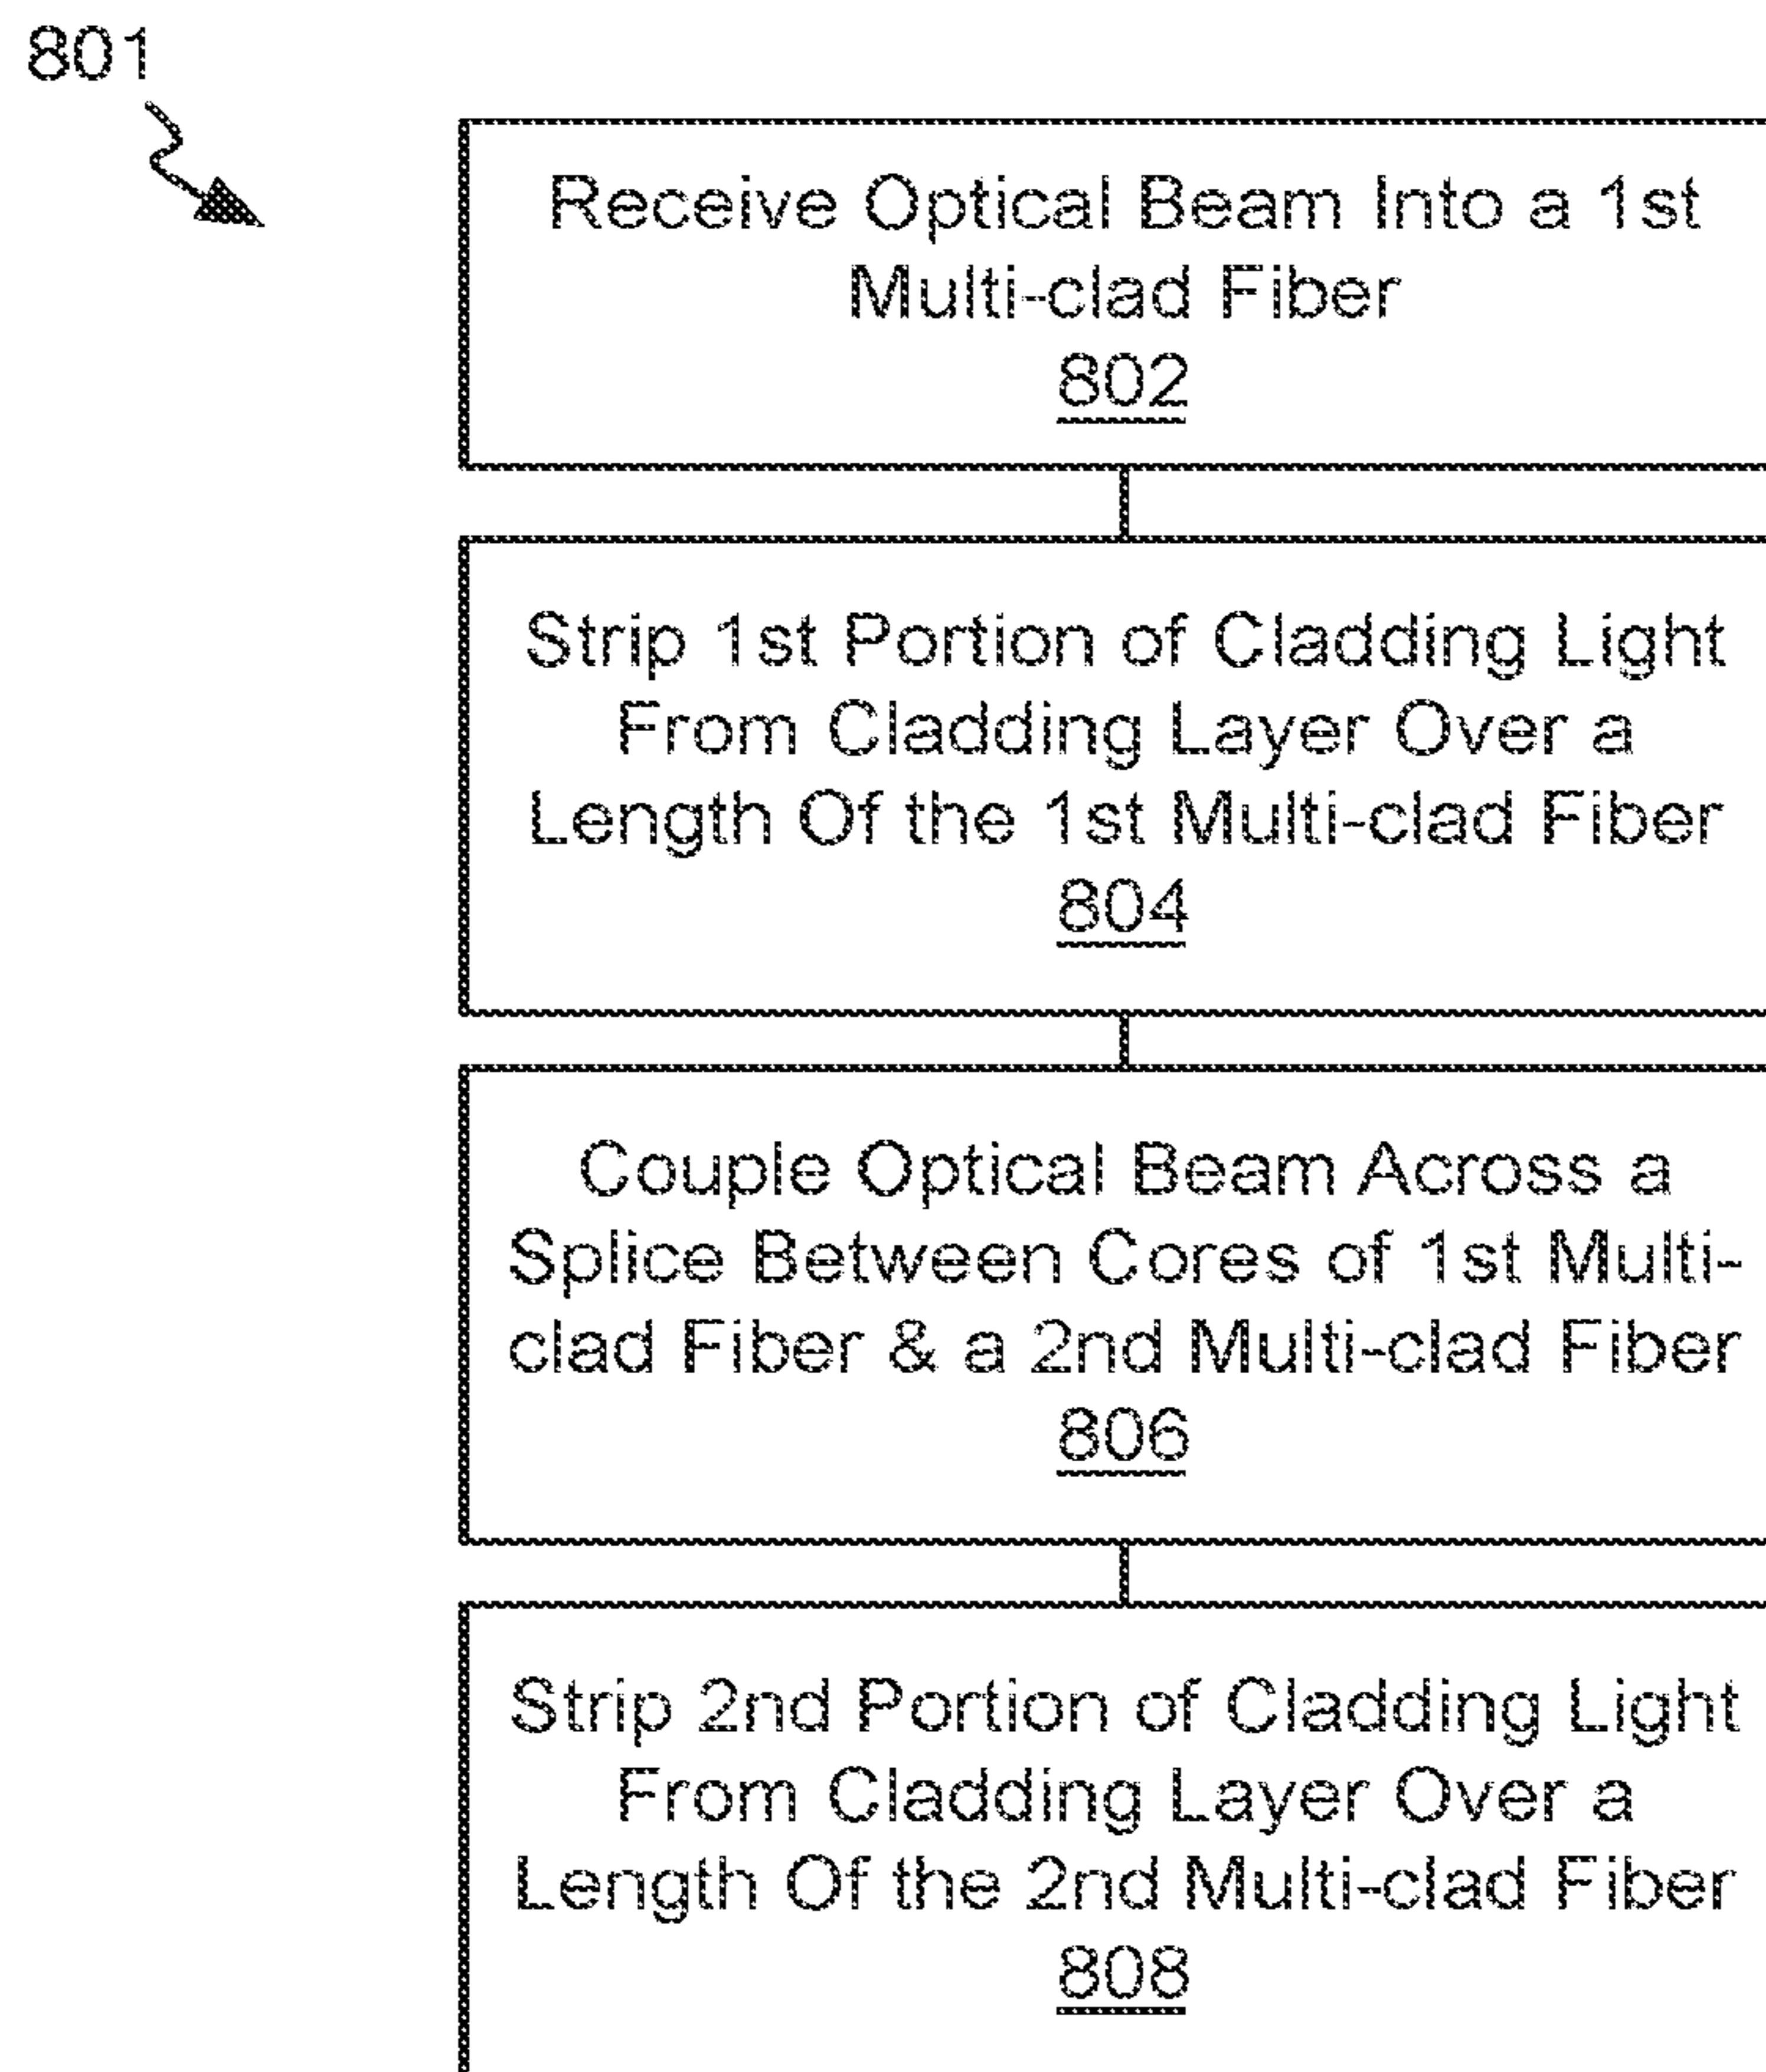 801
Receive Optical Beam Into a 1st
Multi-clad Fiber
802
Strip 1st Portion of Cladding Light
From Cladding Layer Over a
Length Of the 1st Multi-clad Fiber
804
Couple Optical Beam Across a
Splice Between Cores of 1st Multi-
clad Fiber & a 2nd Multi-clad Fiber
806
Strip 2nd Portion of Cladding Light
From Cladding Layer Over a
Length Of the 2nd Multi-clad Fiber
808